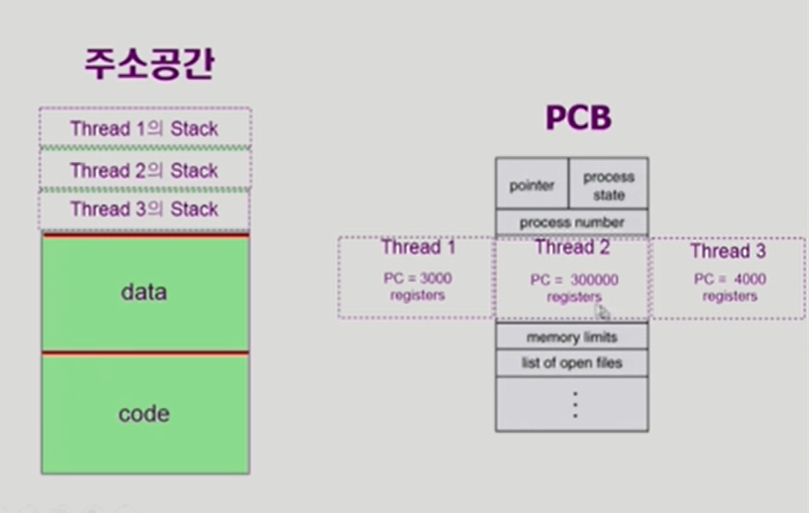 주소공간
Thread 1의 Stack
Thread 2의 Stack
Thread 3의 Stack
data
code
PCB
pointer
process
state
process number
Thread 1
PC = 3000
registers
Thread 2
PC = 300000
registers
Thread 3
PC = 4000
registers
memory limits
list of open files